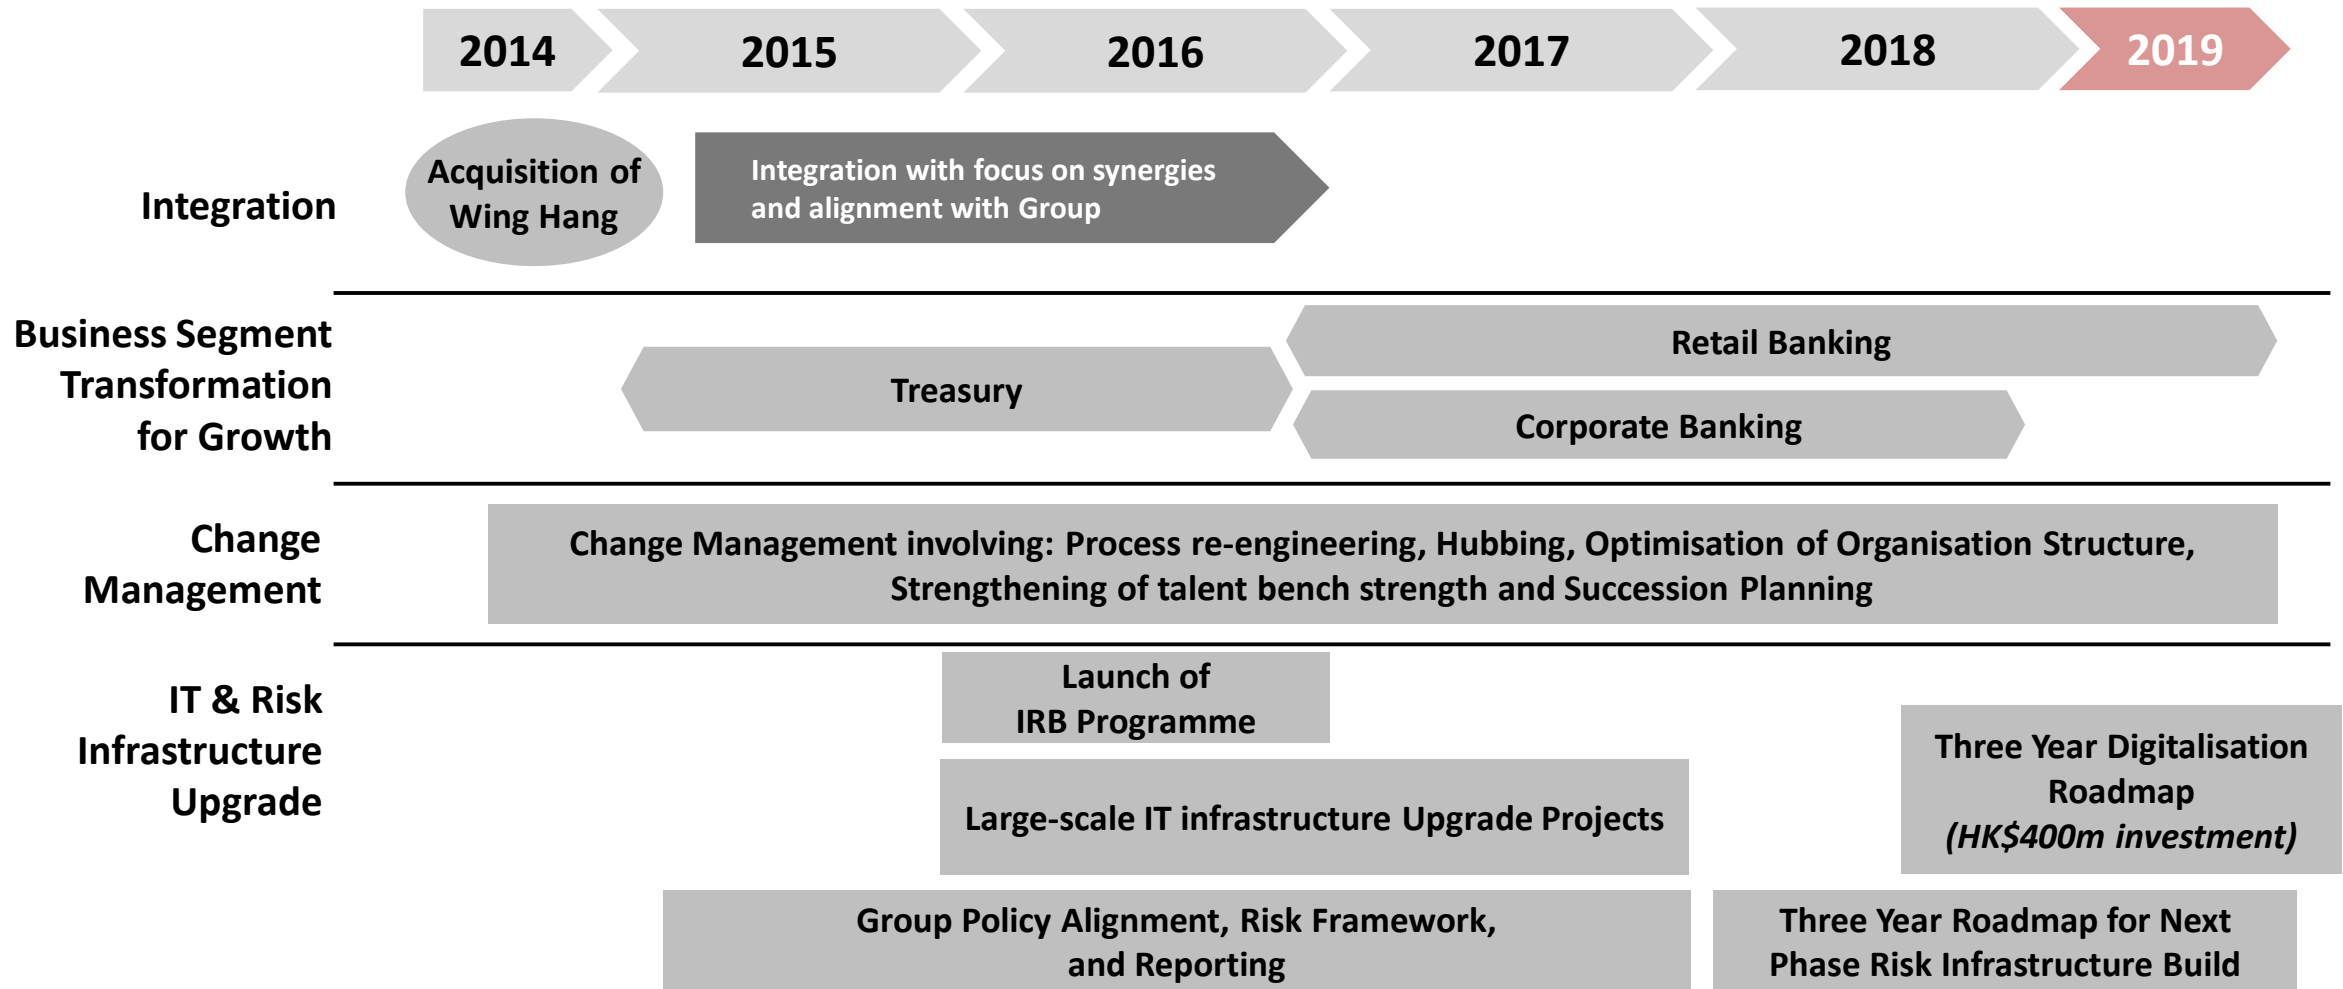 2014
2015
2016
2017
2018
2019
Integration
Acquisition of
Wing Hang
Integration with focus on synergies
and alignment with Group
Business Segment
Transformation
for Growth
Retail Banking
Treasury
Corporate Banking
Change
Management
Change Management involving: Process re-engineering, Hubbing, Optimisation of Organisation Structure,
Strengthening of talent bench strength and Succession Planning
IT & Risk
Infrastructure
Upgrade
Launch of
IRB Programme
Large-scale IT infrastructure Upgrade Projects
Three Year Digitalisation
Roadmap
(HK$400m investment)
Group Policy Alignment, Risk Framework,
and Reporting
Three Year Roadmap for Next
Phase Risk Infrastructure Build